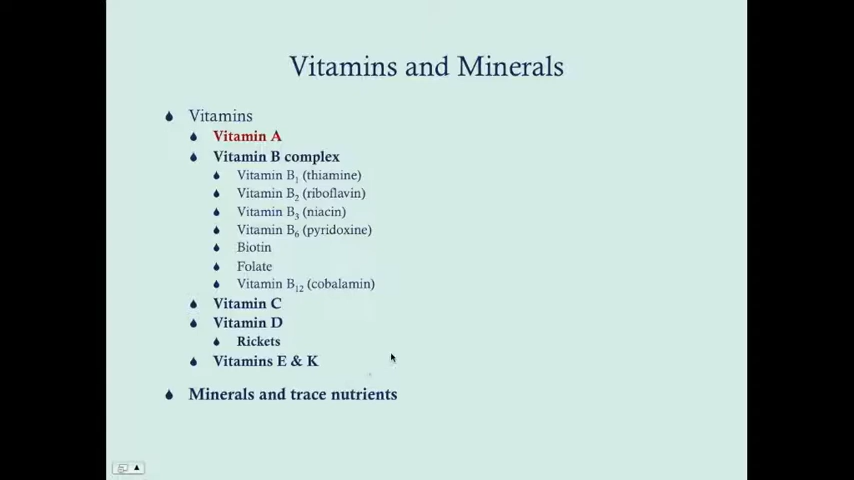 Vitamins and Minerals
Vitamins
Vitamin A
Vitamin B complex
Vitamin B₁ (thiamine)
Vitamin B₂ (riboflavin)
Vitamin B₃ (niacin)
Vitamin B₆ (pyridoxine)
Biotin
Folate
Vitamin B₁₂ (cobalamin)
Vitamin C
Vitamin D
Rickets
Vitamins E & K
Minerals and trace nutrients